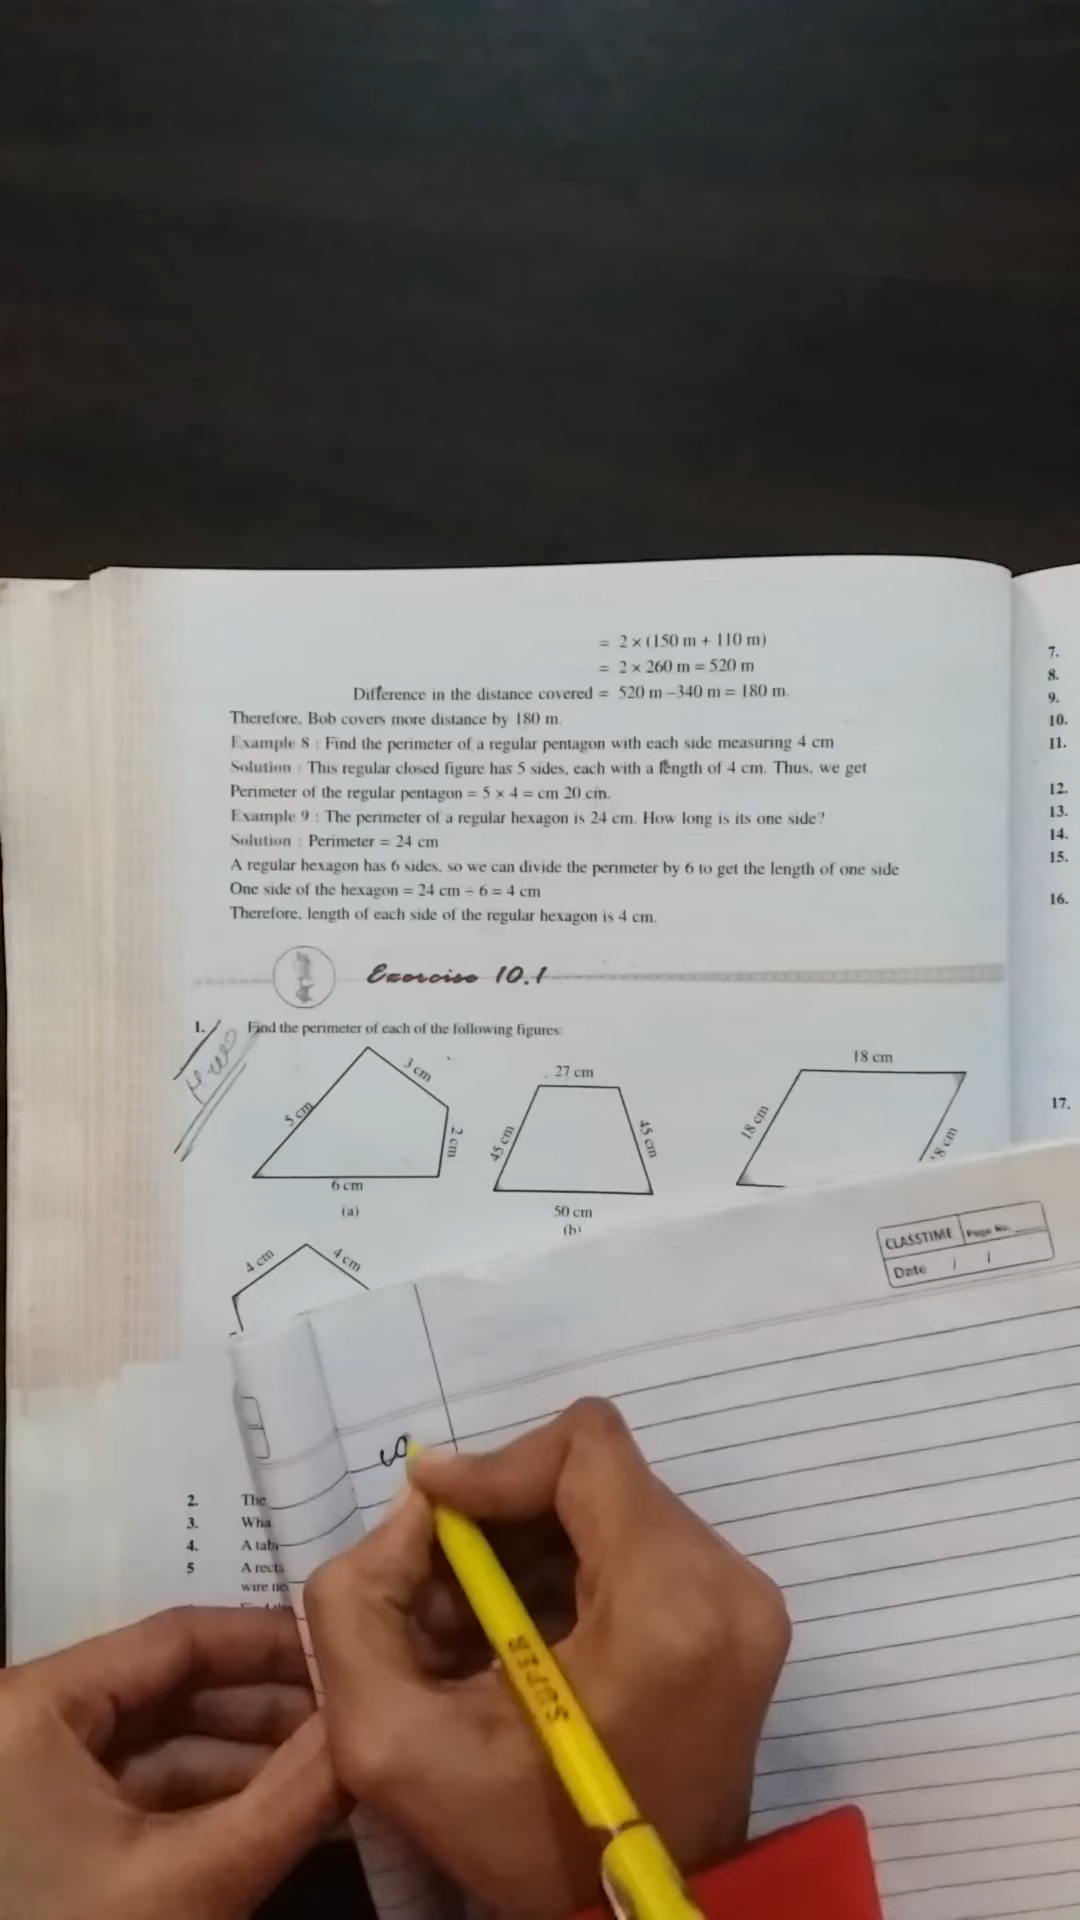 = 2 × (150 m + 110 m)
= 2 × 260 m = 520 m
Difference in the distance covered = 520 m –340 m = 180 m.
Therefore, Bob covers more distance by 180 m.
Example 8 : Find the perimeter of a regular pentagon with each side measuring 4 cm
Solution : This regular closed figure has 5 sides, each with a length of 4 cm. Thus, we get
Perimeter of the regular pentagon = 5 × 4 = cm 20 cm.
Example 9 : The perimeter of a regular hexagon is 24 cm. How long is its one side?
Solution : Perimeter = 24 cm
A regular hexagon has 6 sides, so we can divide the perimeter by 6 to get the length of one side
One side of the hexagon = 24 cm ÷ 6 = 4 cm
Therefore, length of each side of the regular hexagon is 4 cm.
Exercise 10.1
1. Find the perimeter of each of the following figures:
H.W
3 cm
5 cm
2 cm
6 cm
(a)
27 cm
45 cm
45 cm
50 cm
(b)
18 cm
18 cm
8 cm
4 cm
4 cm
2. The
3. Wha
4. A tab
5 A recta
wire ne
7.
8.
9.
10.
11.
12.
13.
14.
15.
16.
17.
CLASSTIME Page No.
Date / /
SUPER